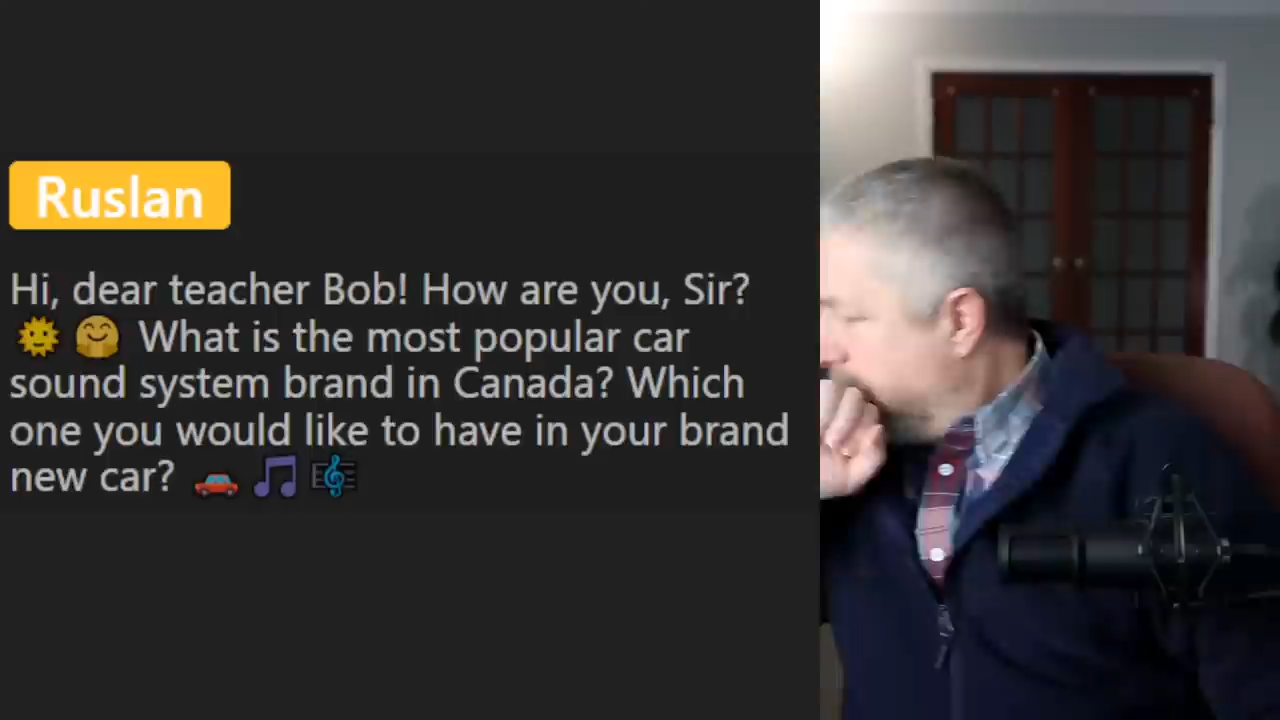 Ruslan
Hi, dear teacher Bob! How are you, Sir?
🌞 🤗 What is the most popular car
sound system brand in Canada? Which
one you would like to have in your brand
new car? 🚗 🎵 🎼